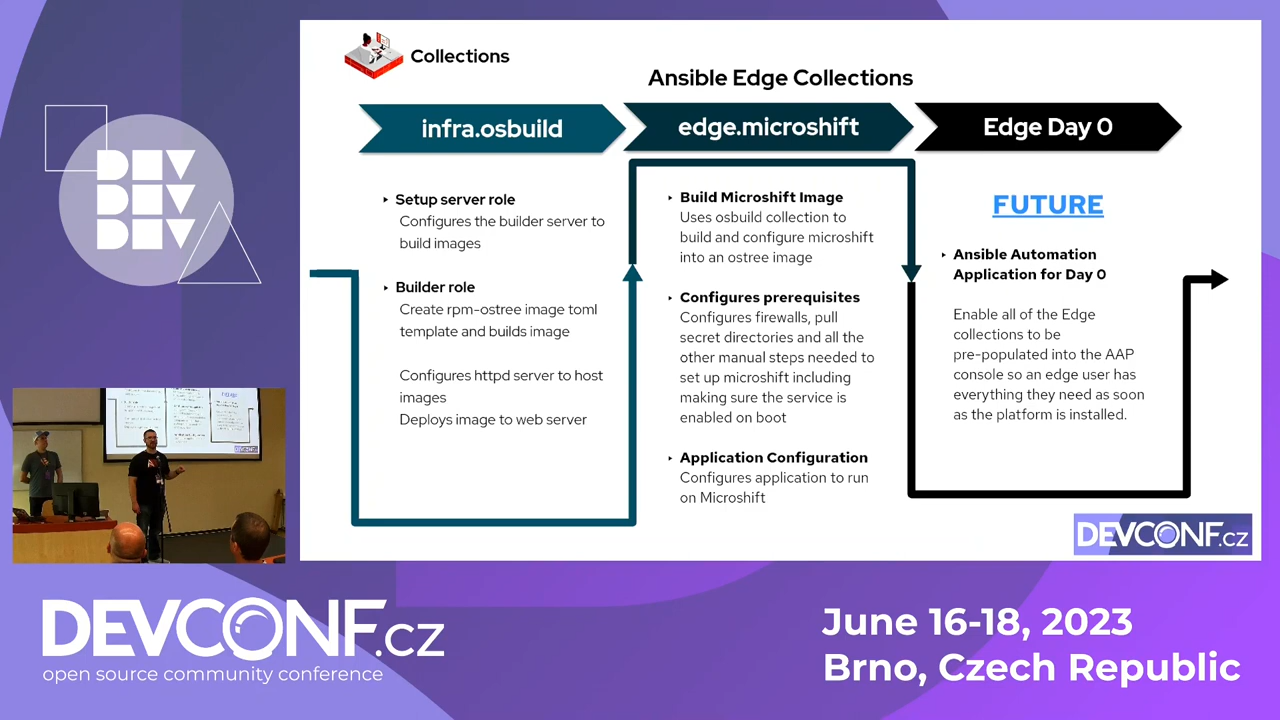 Collections
Ansible Edge Collections
infra.osbuild
edge.microshift
Edge Day 0
‣ Setup server role
Configures the builder server to
build images
‣ Builder role
Create rpm-ostree image toml
template and builds image
Configures httpd server to host
images
Deploys image to web server
‣ Build Microshift Image
Uses osbuild collection to
build and configure microshift
into an ostree image
‣ Configures prerequisites
Configures firewalls, pull
secret directories and all the
other manual steps needed to
set up microshift including
making sure the service is
enabled on boot
‣ Application Configuration
Configures application to run
on Microshift
FUTURE
‣ Ansible Automation
Application for Day 0
Enable all of the Edge
collections to be
pre-populated into the AAP
console so an edge user has
everything they need as soon
as the platform is installed.
DEVCONF.cz
DEV
DEV
DEV
DEVCONF.cz
open source community conference
June 16-18, 2023
Brno, Czech Republic